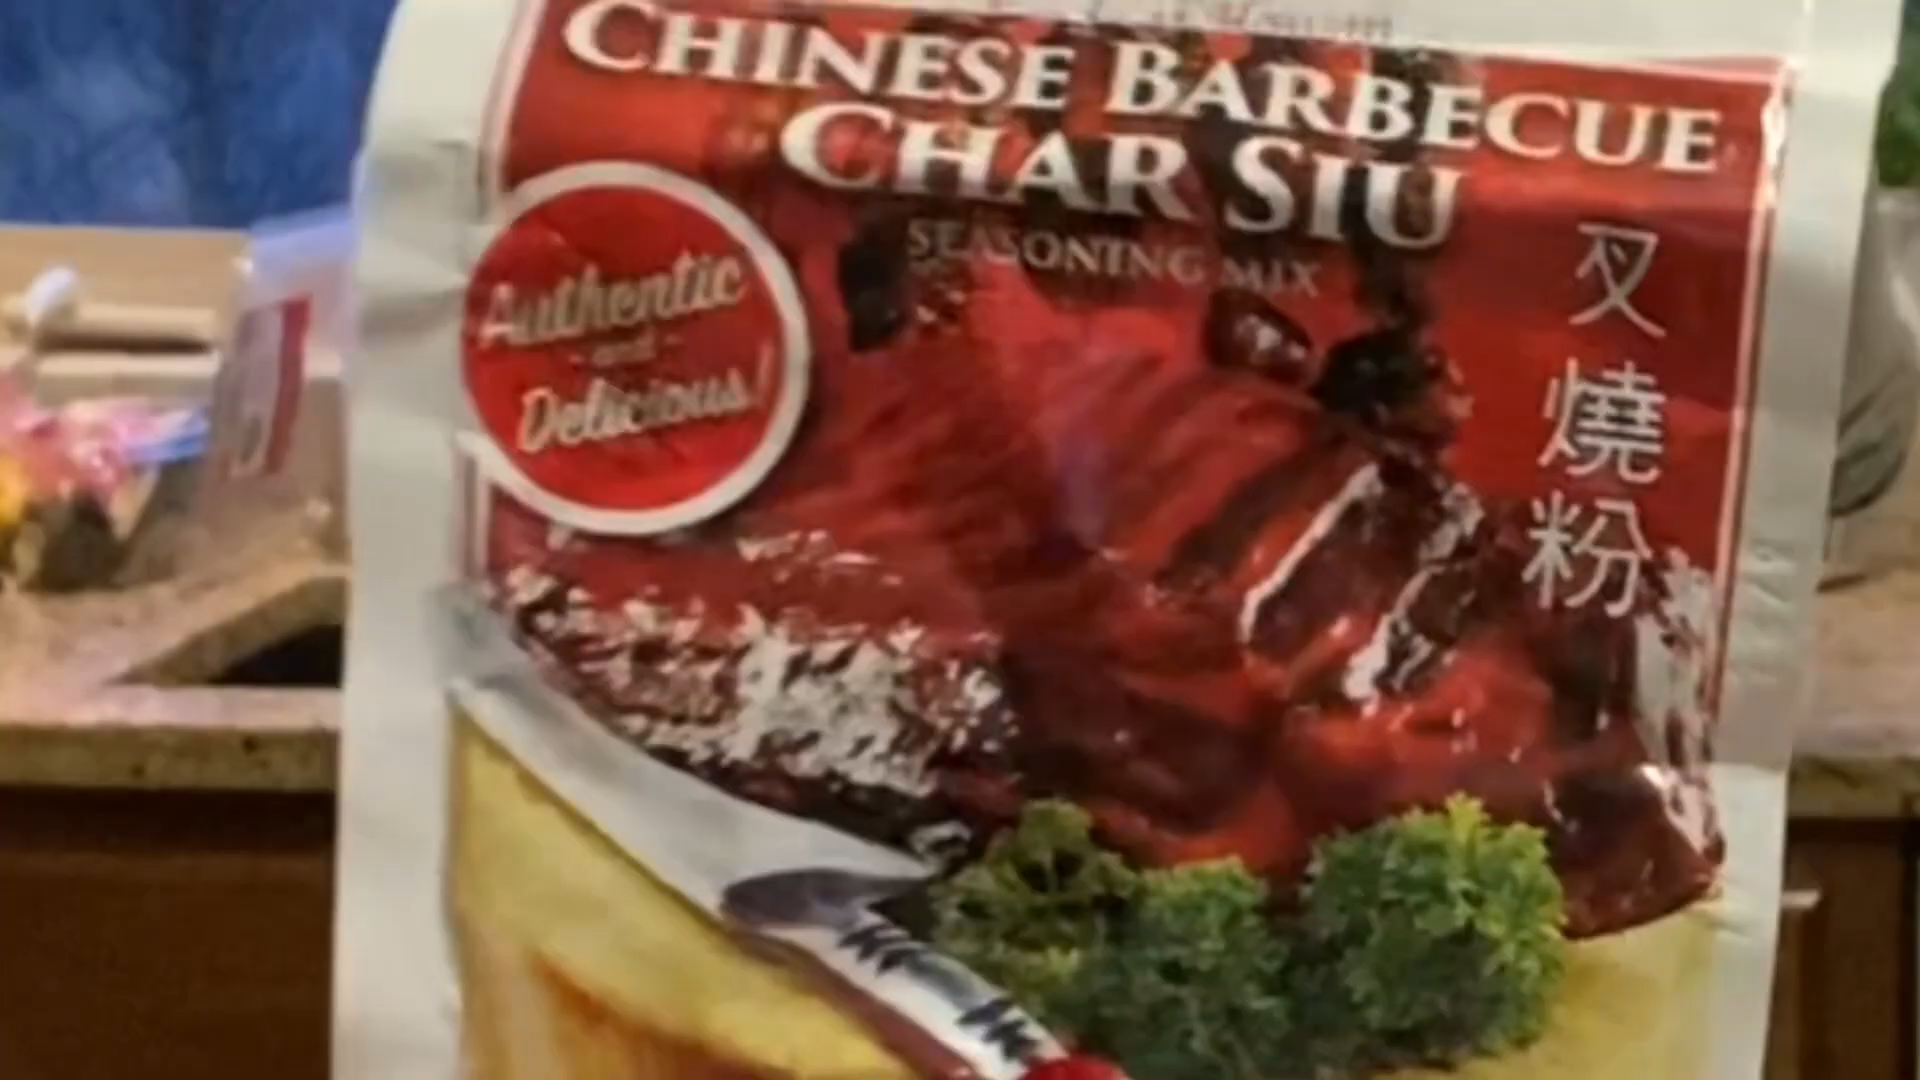 CHINESE BARBECUE
CHAR SIU
SEASONING MIX
Authentic
- and -
Delicious!
叉燒粉